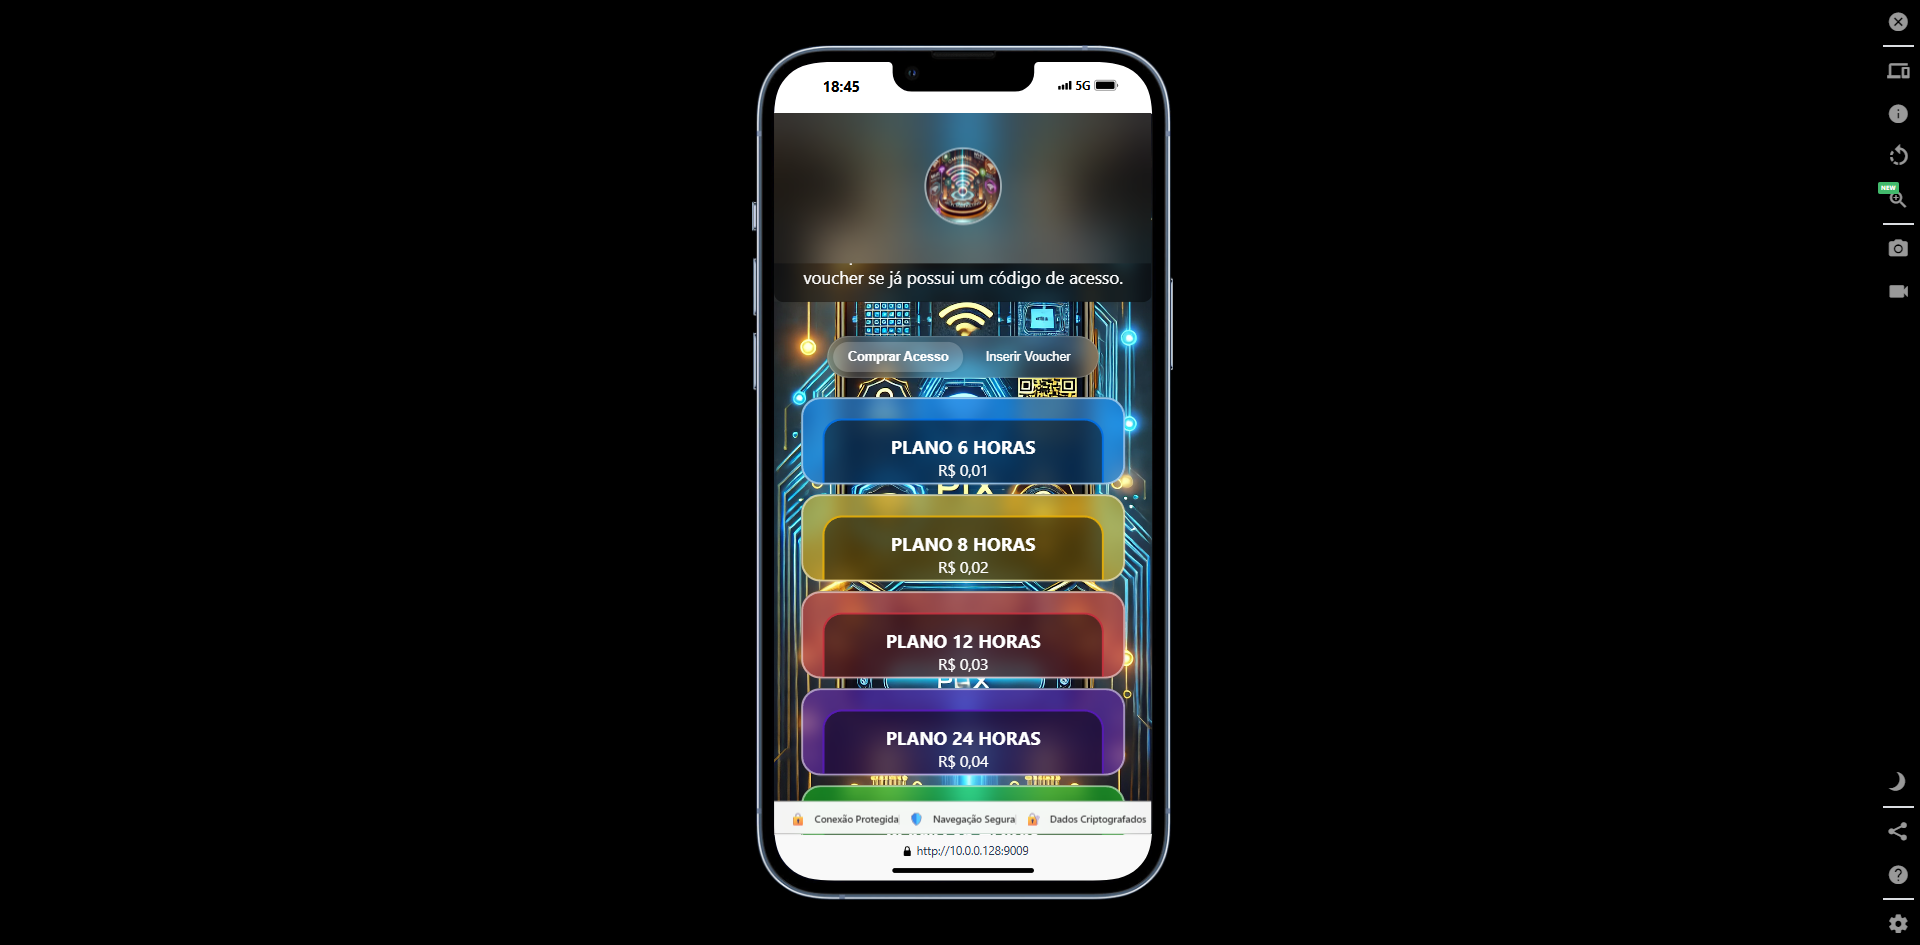 18:45
5G
voucher se já possui um código de acesso.
Comprar Acesso
Inserir Voucher
PLANO 6 HORAS
R$ 0,01
PIX
PLANO 8 HORAS
R$ 0,02
PLANO 12 HORAS
R$ 0,03
PLANO 24 HORAS
R$ 0,04
Conexão Protegida
Navegação Segura
Dados Criptografados
http://10.0.0.128:9009
NEW